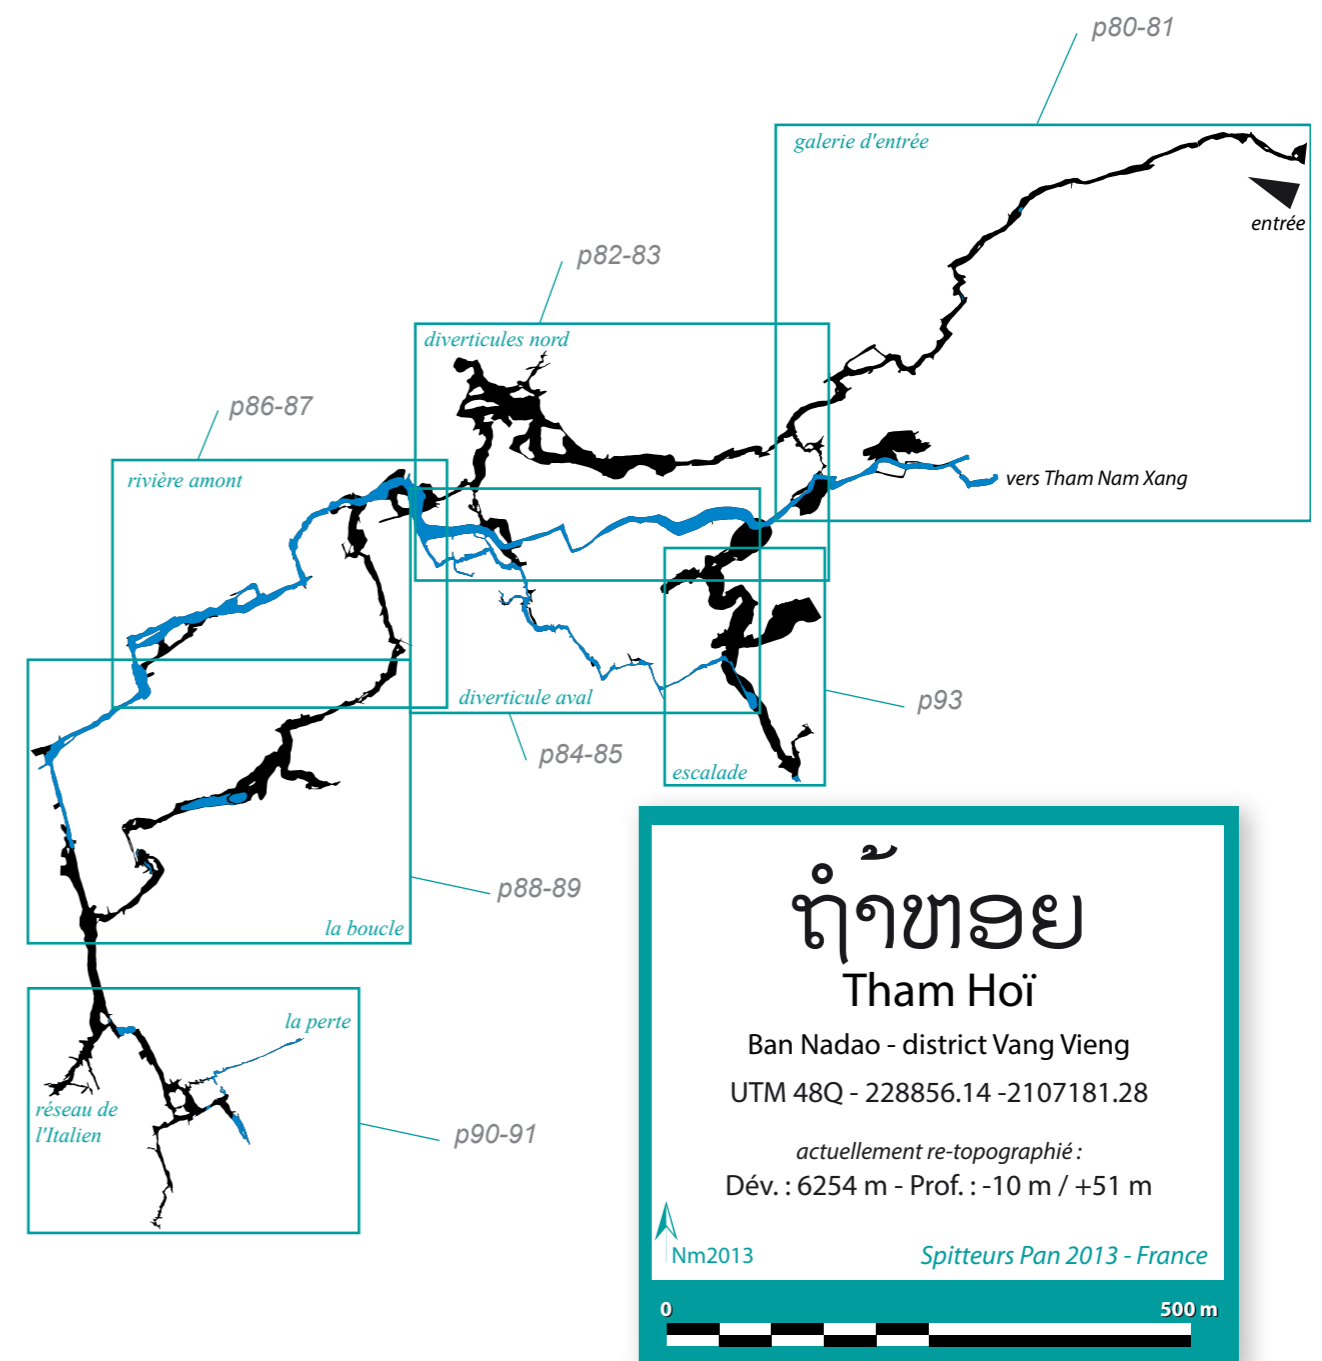 p80-81
galerie d'entrée
entrée
p82-83
diverticules nord
p86-87
rivière amont
vers Tham Nam Xang
diverticule aval
p93
p84-85
escalade
p88-89
la boucle
la perte
réseau de
l'Italien
p90-91
ຖ້ຳຫອຍ
Tham Hoï
Ban Nadao - district Vang Vieng
UTM 48Q - 228856.14 -2107181.28
actuellement re-topographié :
Dév. : 6254 m - Prof. : -10 m / +51 m
Nm2013
Spitteurs Pan 2013 - France
0 500 m